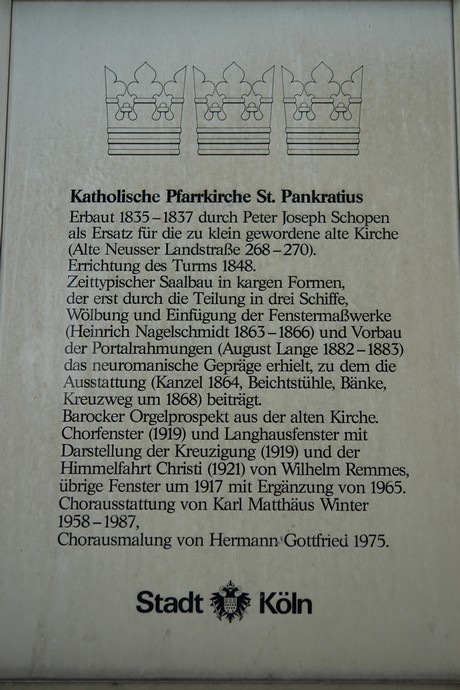 Katholische Pfarrkirche St. Pankratius
Erbaut 1835–1837 durch Peter Joseph Schopen
als Ersatz für die zu klein gewordene alte Kirche
(Alte Neusser Landstraße 268–270).
Errichtung des Turms 1848.
Zeittypischer Saalbau in kargen Formen,
der erst durch die Teilung in drei Schiffe,
Wölbung und Einfügung der Fenstermaßwerke
(Heinrich Nagelschmidt 1863–1866) und Vorbau
der Portalrahmungen (August Lange 1882–1883)
das neuromanische Gepräge erhielt, zu dem die
Ausstattung (Kanzel 1864, Beichtstühle, Bänke,
Kreuzweg um 1868) beiträgt.
Barocker Orgelprospekt aus der alten Kirche.
Chorfenster (1919) und Langhausfenster mit
Darstellung der Kreuzigung (1919) und der
Himmelfahrt Christi (1921) von Wilhelm Remmes,
übrige Fenster um 1917 mit Ergänzung von 1965.
Chorausstattung von Karl Matthäus Winter
1958–1987,
Chorausmalung von Hermann Gottfried 1975.
Stadt Köln